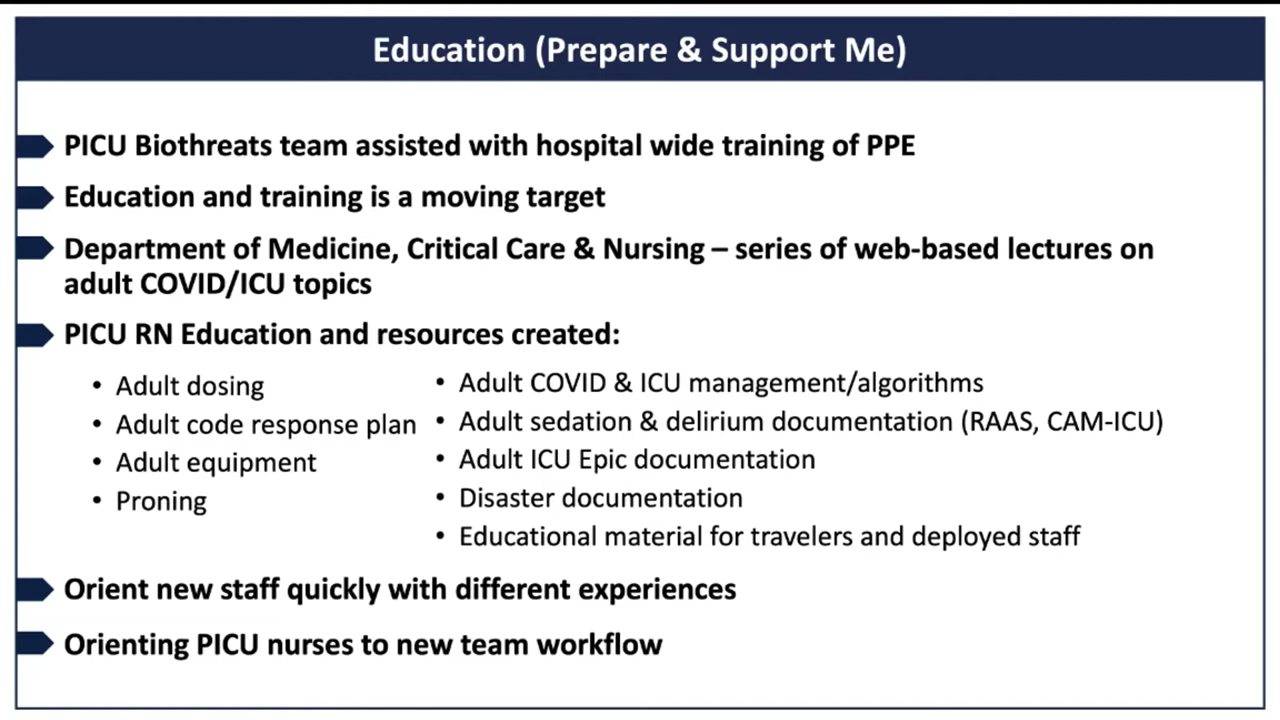 Education (Prepare & Support Me)
PICU Biothreats team assisted with hospital wide training of PPE
Education and training is a moving target
Department of Medicine, Critical Care & Nursing – series of web-based lectures on
adult COVID/ICU topics
PICU RN Education and resources created:
• Adult dosing
• Adult code response plan
• Adult equipment
• Proning
• Adult COVID & ICU management/algorithms
• Adult sedation & delirium documentation (RAAS, CAM-ICU)
• Adult ICU Epic documentation
• Disaster documentation
• Educational material for travelers and deployed staff
Orient new staff quickly with different experiences
Orienting PICU nurses to new team workflow